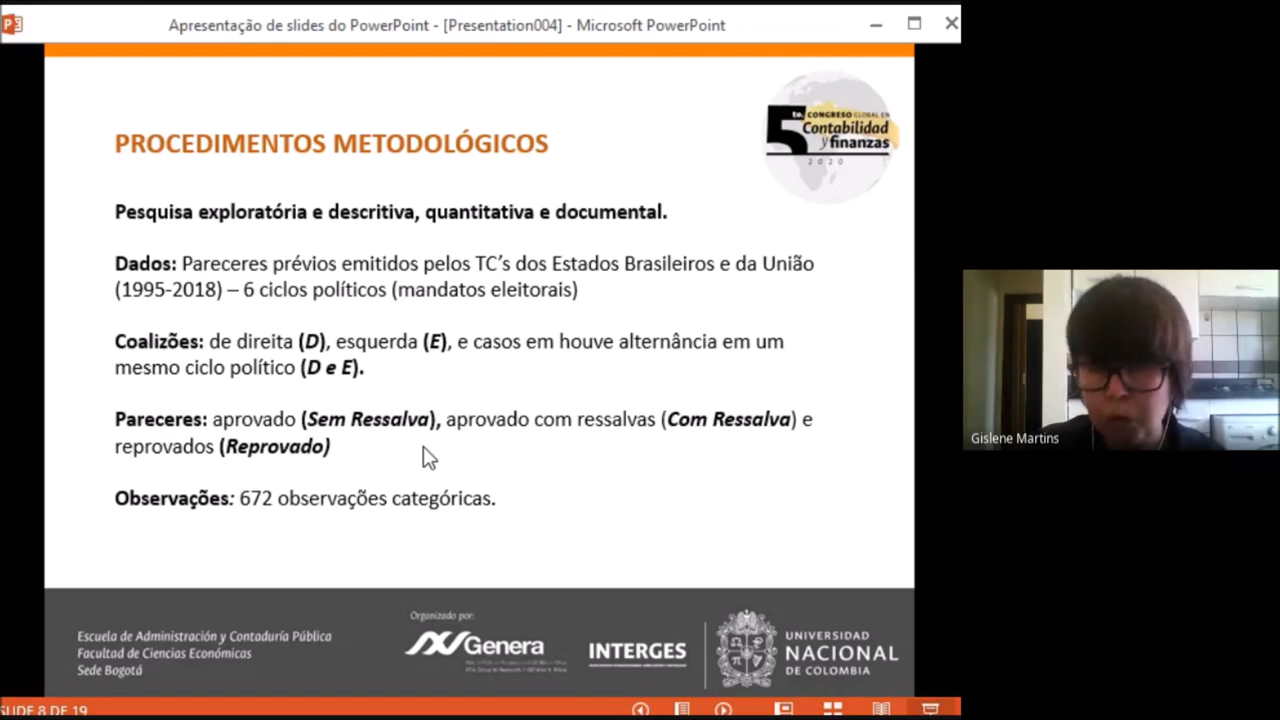 Apresentação de slides do PowerPoint - [Presentation004] - Microsoft PowerPoint
5to. CONGRESO GLOBAL EN
Contabilidad
y finanzas
2020
PROCEDIMENTOS METODOLÓGICOS
Pesquisa exploratória e descritiva, quantitativa e documental.
Dados: Pareceres prévios emitidos pelos TC’s dos Estados Brasileiros e da União
(1995-2018) – 6 ciclos políticos (mandatos eleitorais)
Coalizões: de direita (D), esquerda (E), e casos em houve alternância em um
mesmo ciclo político (D e E).
Pareceres: aprovado (Sem Ressalva), aprovado com ressalvas (Com Ressalva) e
reprovados (Reprovado)
Observações: 672 observações categóricas.
Gislene Martins
Escuela de Administración y Contaduría Pública
Facultad de Ciencias Económicas
Sede Bogotá
Organizado por:
Genera
INTERGES
UNIVERSIDAD
NACIONAL
DE COLOMBIA
SLIDE 8 DE 19